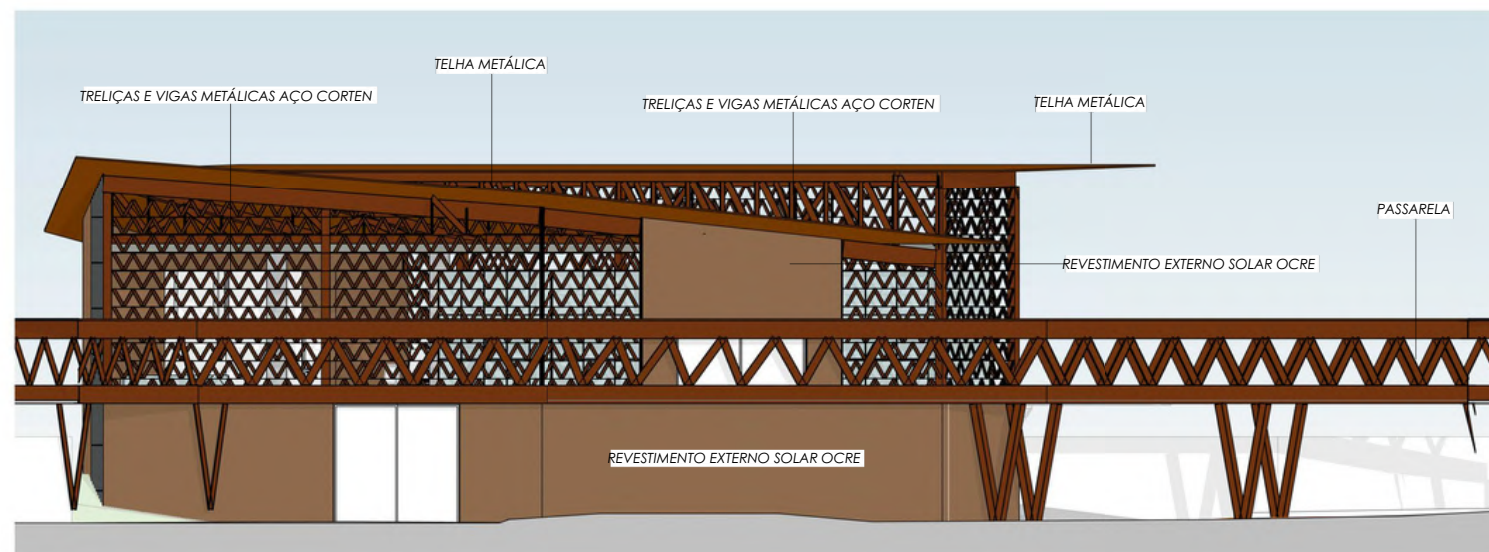 TELHA METÁLICA
TRELIÇAS E VIGAS METÁLICAS AÇO CORTEN
TRELIÇAS E VIGAS METÁLICAS AÇO CORTEN
TELHA METÁLICA
PASSARELA
REVESTIMENTO EXTERNO SOLAR OCRE
REVESTIMENTO EXTERNO SOLAR OCRE